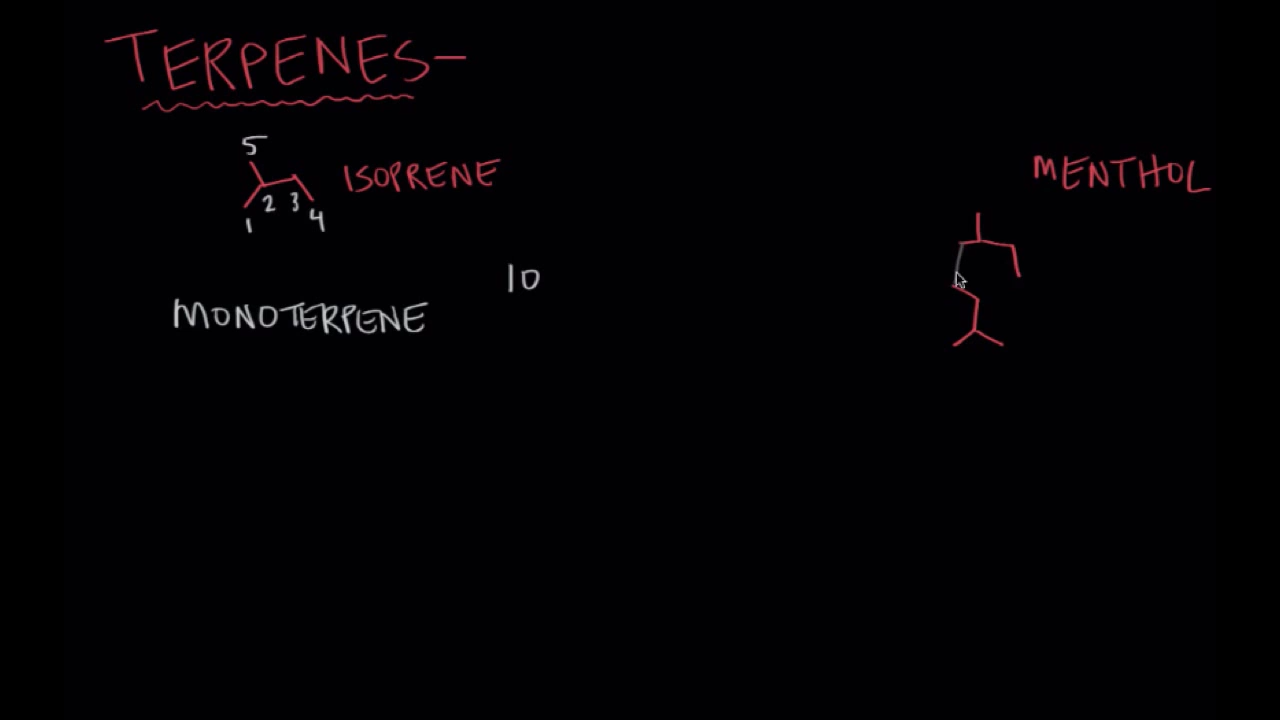 TERPENES—
5
ISOPRENE
MENTHOL
2 3
1 4
10
MONOTERPENE